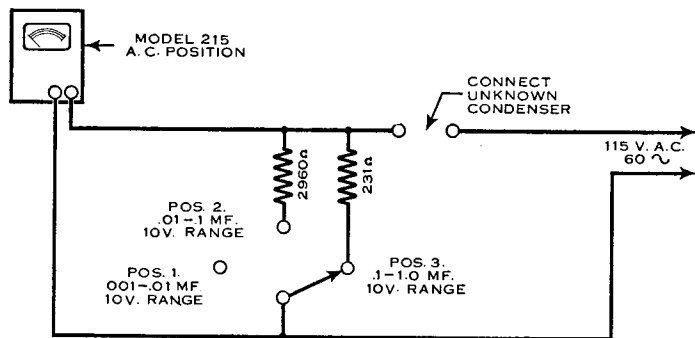 MODEL 215
A.C. POSITION
CONNECT
UNKNOWN
CONDENSER
115 V. A.C.
60 ~
2960Ω
231Ω
POS. 2.
.01-.1 MF.
10V. RANGE
POS. 1.
.001-.01 MF.
10V. RANGE
POS. 3.
.1-1.0 MF.
10V. RANGE